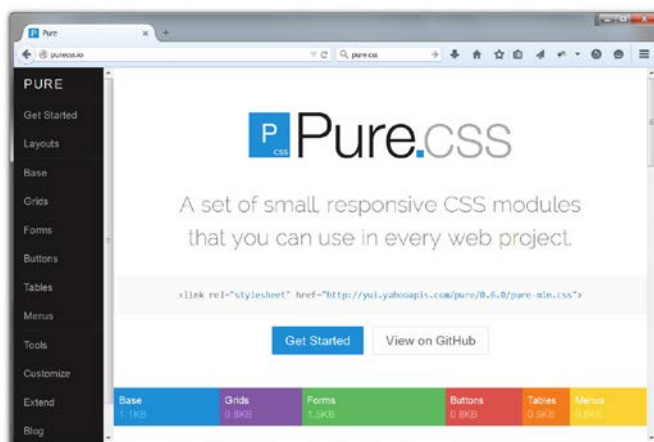 Pure
purecss.io
pure css
PURE
Get Started
Layouts
Base
Grids
Forms
Buttons
Tables
Menus
Tools
Customize
Extend
Blog
P
css
Pure.css
A set of small, responsive CSS modules
that you can use in every web project.
<link rel="stylesheet" href="http://yui.yahooapis.com/pure/0.6.0/pure-min.css">
Get Started View on GitHub
Base Grids Forms Buttons Tables Menus
1.1KB 0.8KB 1.5KB 0.8KB 0.5KB 0.8KB